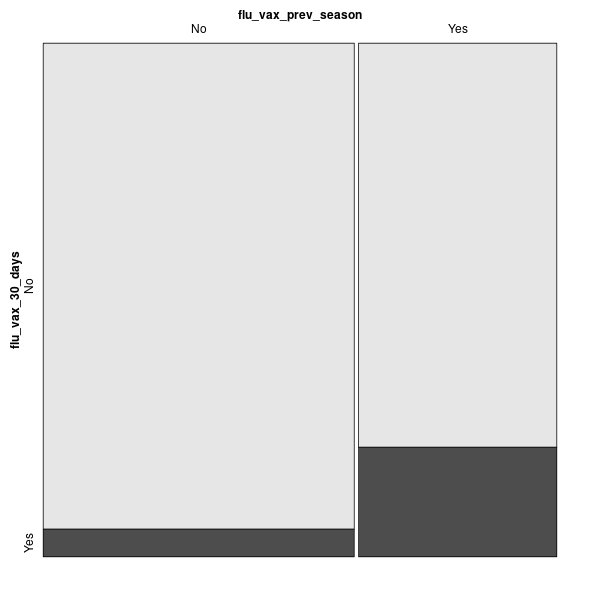 flu_vax_prev_season
No
Yes
flu_vax_30_days
No
Yes